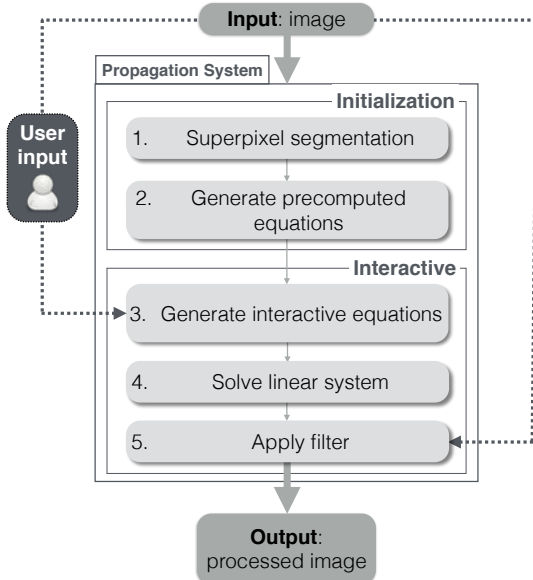 Input: image
Propagation System
Initialization
User
input
1. Superpixel segmentation
2. Generate precomputed
equations
Interactive
3. Generate interactive equations
4. Solve linear system
5. Apply filter
Output:
processed image